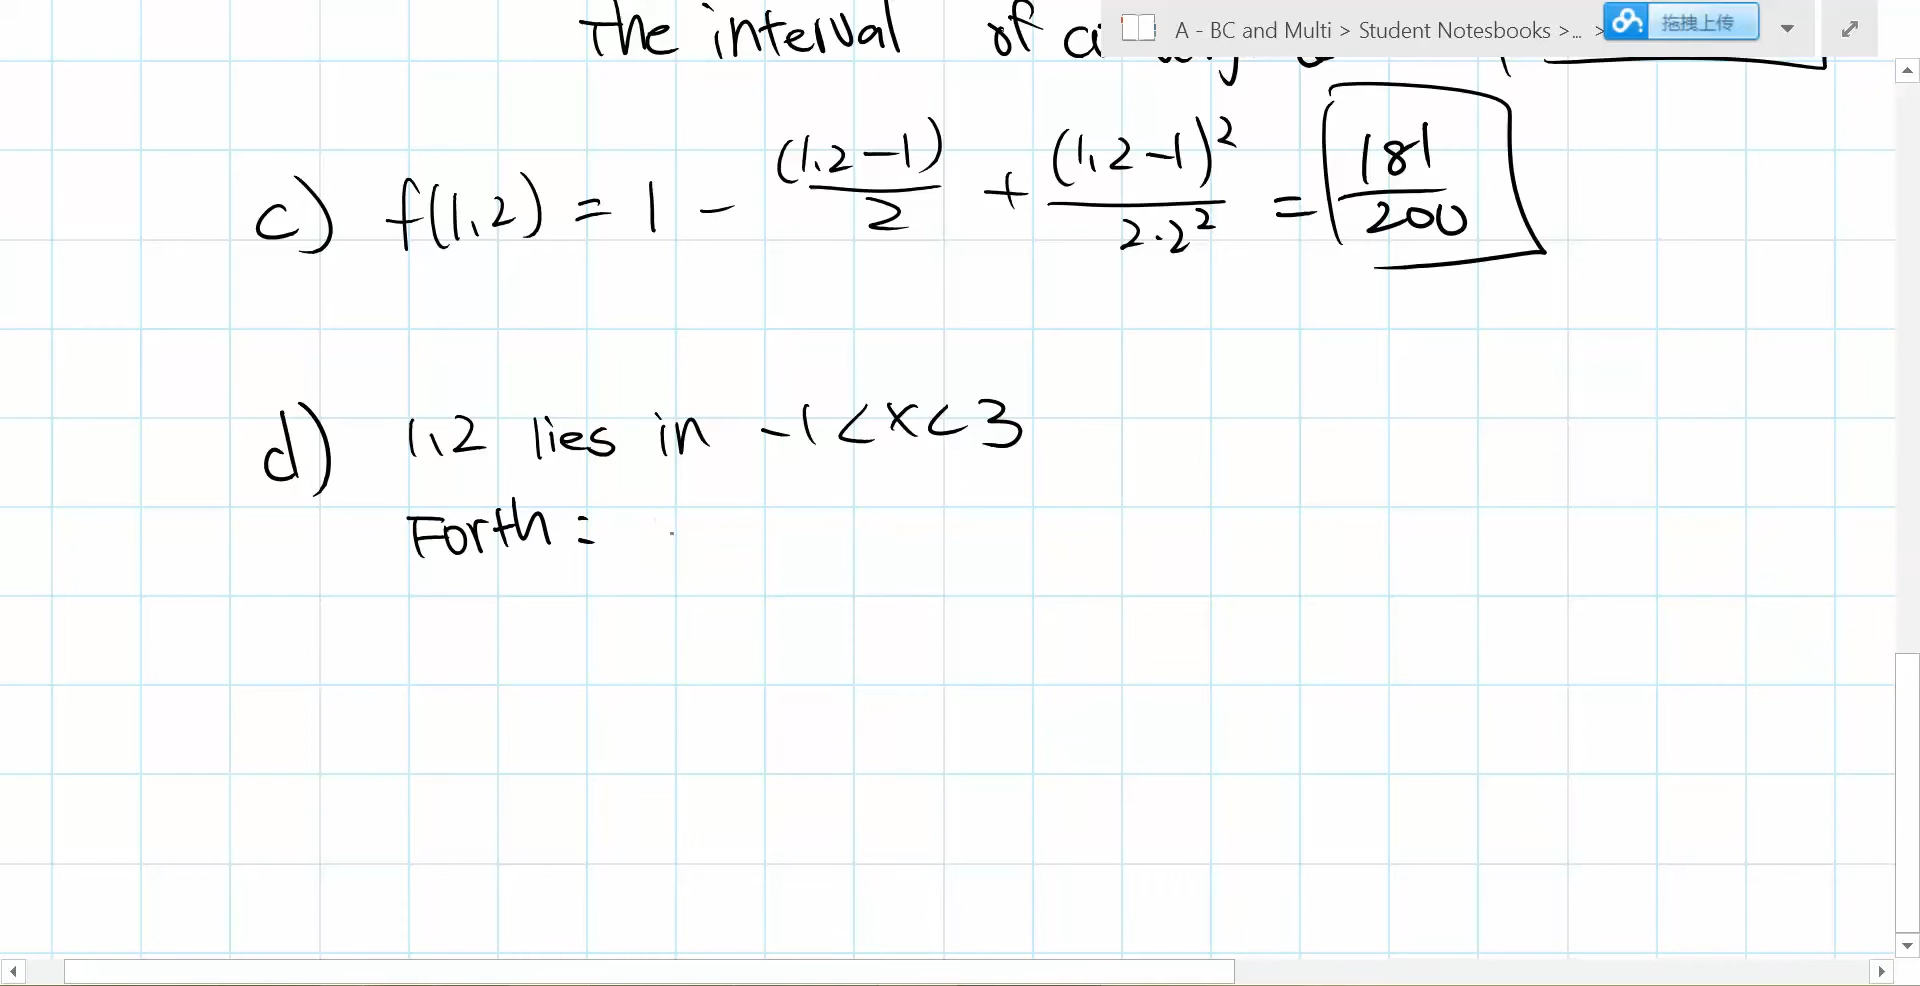 The interval of
A - BC and Multi > Student Notesbooks >... >
拖拽上传
c) f(1.2) = 1 - (1.2-1)/2 + (1.2-1)^2/2·2^2 = 181/200
d) 1.2 lies in -1<x<3
Forth =